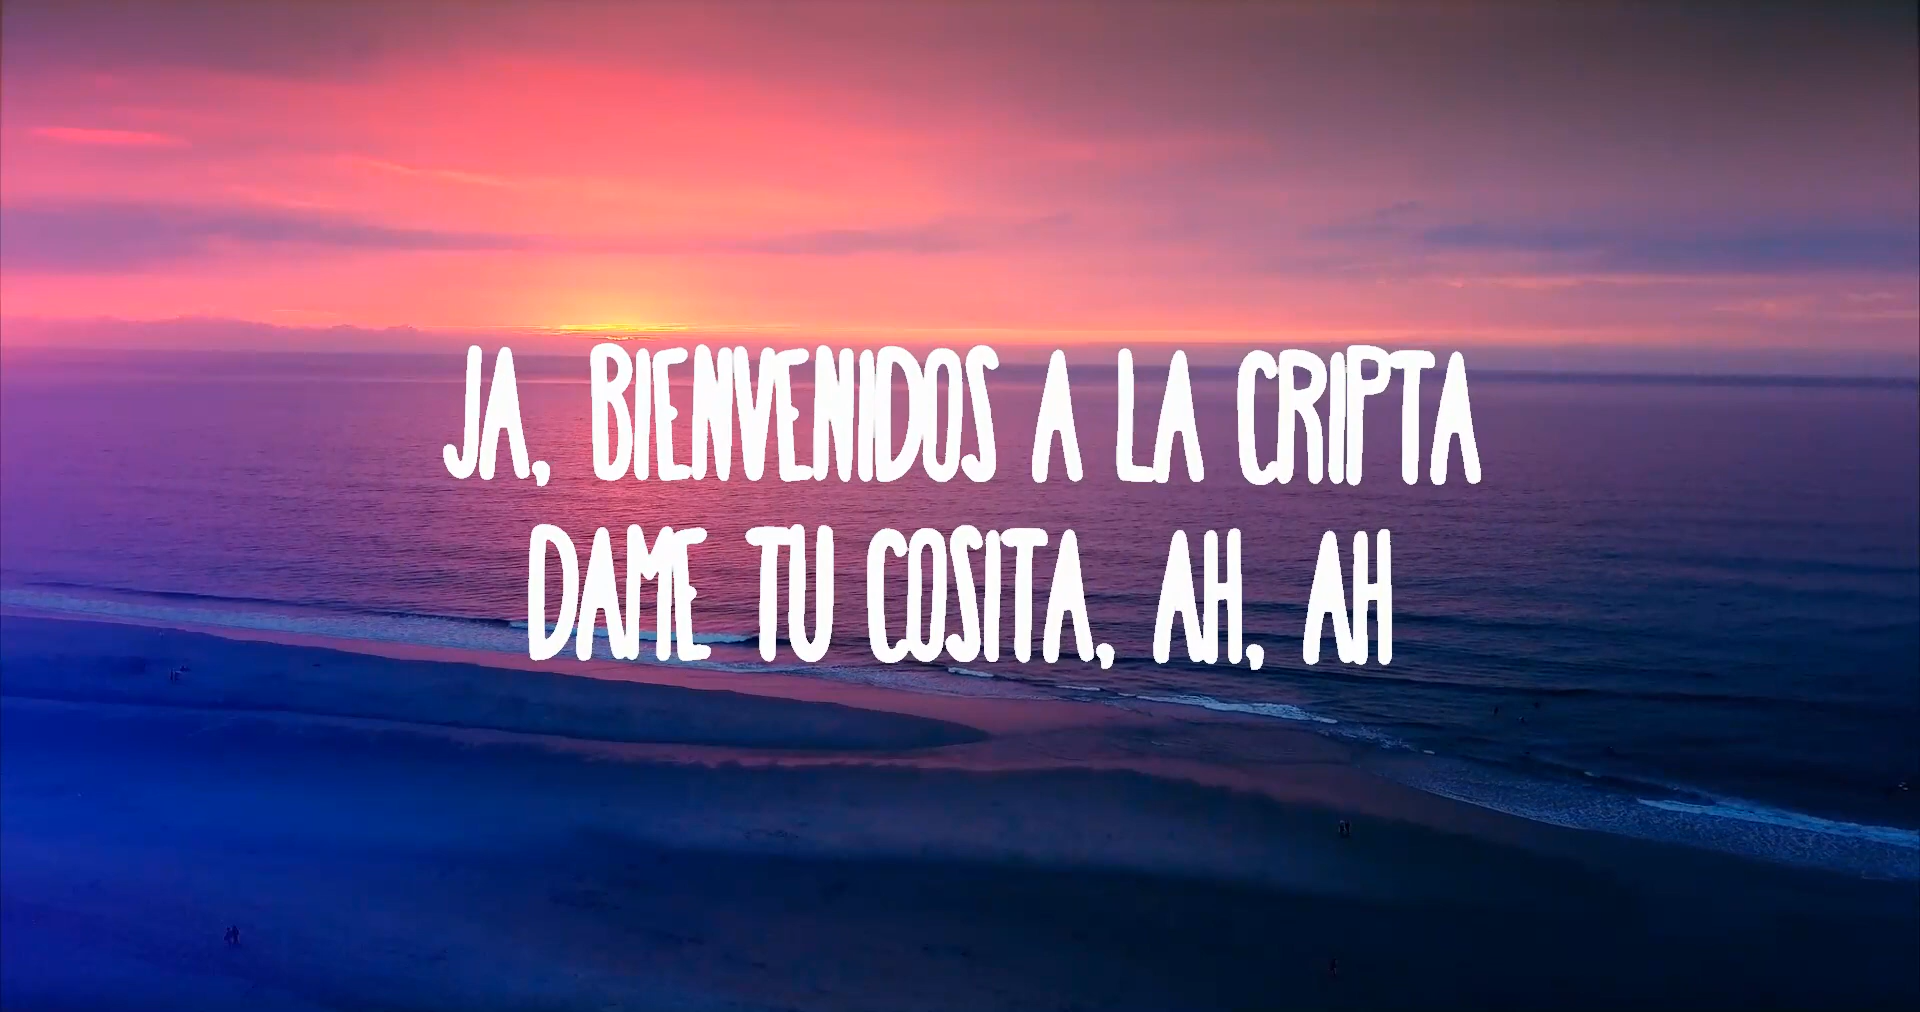 JA, BIENVENIDOS A LA CRIPTA
DAME TU COSITA, AH, AH